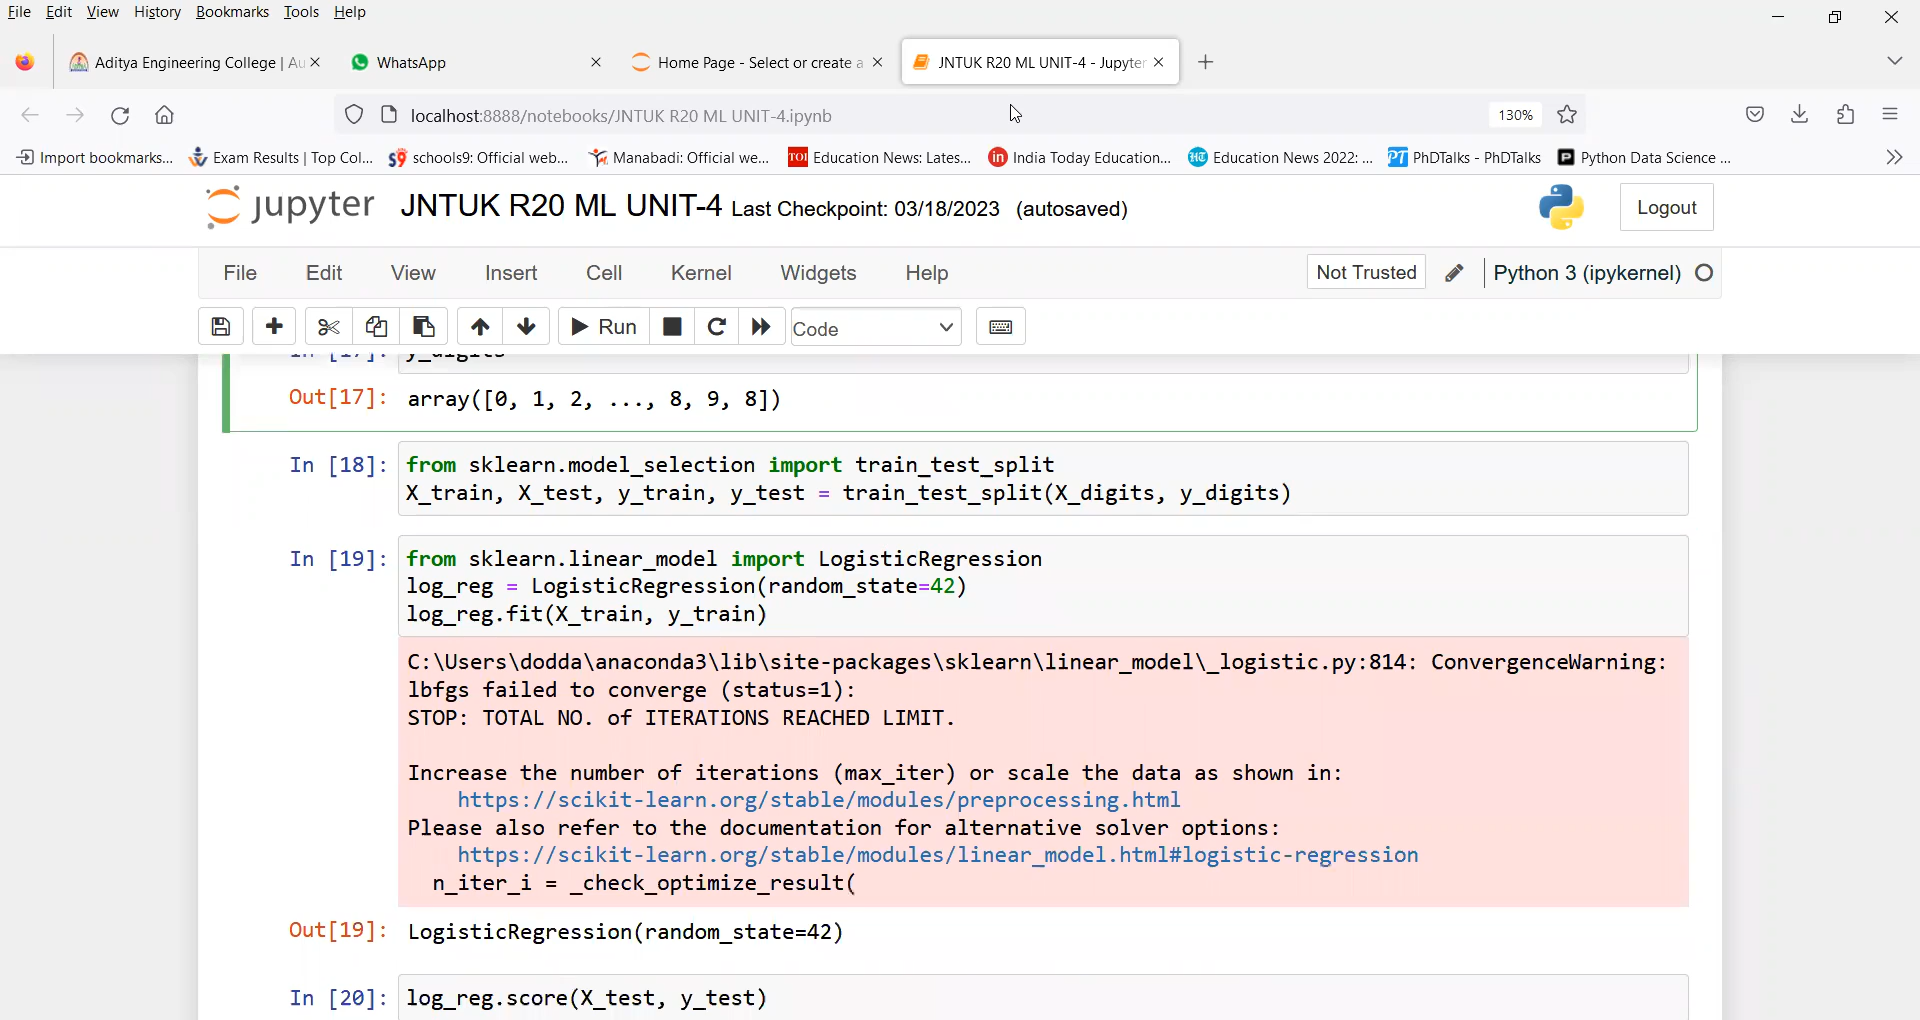 File Edit View History Bookmarks Tools Help
Aditya Engineering College | Au
WhatsApp
Home Page - Select or create a
JNTUK R20 ML UNIT-4 - Jupyter
localhost:8888/notebooks/JNTUK R20 ML UNIT-4.ipynb
130%
Import bookmarks...
Exam Results | Top Col...
schools9: Official web...
Manabadi: Official we...
TOI Education News: Lates...
in India Today Education...
HT Education News 2022: ...
PT PhDTalks - PhDTalks
P Python Data Science ...
jupyter JNTUK R20 ML UNIT-4 Last Checkpoint: 03/18/2023 (autosaved)
Logout
File Edit View Insert Cell Kernel Widgets Help
Not Trusted
Python 3 (ipykernel)
Run
Code
In [17]: y_digits
Out[17]: array([0, 1, 2, ..., 8, 9, 8])
In [18]: from sklearn.model_selection import train_test_split
X_train, X_test, y_train, y_test = train_test_split(X_digits, y_digits)
In [19]: from sklearn.linear_model import LogisticRegression
log_reg = LogisticRegression(random_state=42)
log_reg.fit(X_train, y_train)
C:\Users\dodda\anaconda3\lib\site-packages\sklearn\linear_model\_logistic.py:814: ConvergenceWarning:
lbfgs failed to converge (status=1):
STOP: TOTAL NO. of ITERATIONS REACHED LIMIT.
Increase the number of iterations (max_iter) or scale the data as shown in:
https://scikit-learn.org/stable/modules/preprocessing.html
Please also refer to the documentation for alternative solver options:
https://scikit-learn.org/stable/modules/linear_model.html#logistic-regression
n_iter_i = _check_optimize_result(
Out[19]: LogisticRegression(random_state=42)
In [20]: log_reg.score(X_test, y_test)